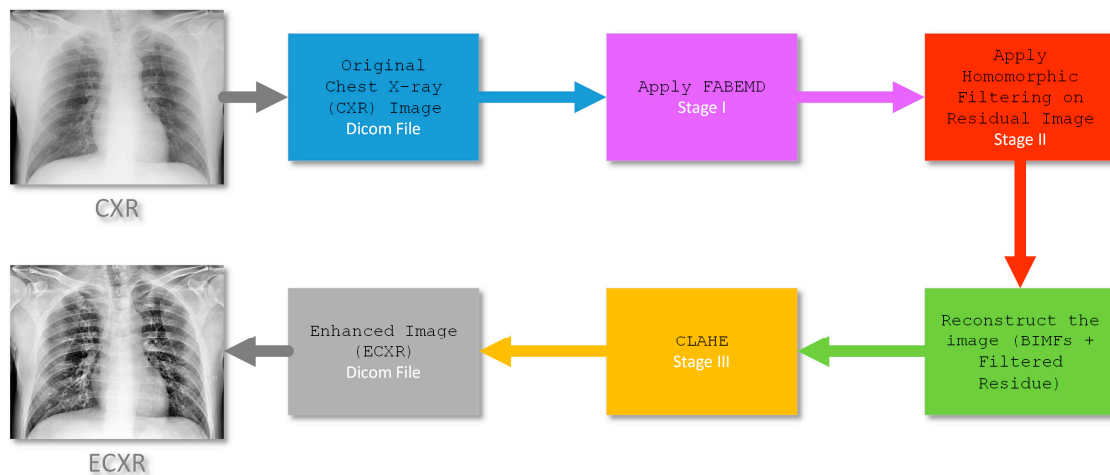 Original
Chest X-ray
(CXR) Image
Dicom File
Apply FABEMD
Stage I
Apply
Homomorphic
Filtering on
Residual Image
Stage II
CXR
Reconstruct the
image (BIMFs +
Filtered
Residue)
CLAHE
Stage III
Enhanced Image
(ECXR)
Dicom File
ECXR